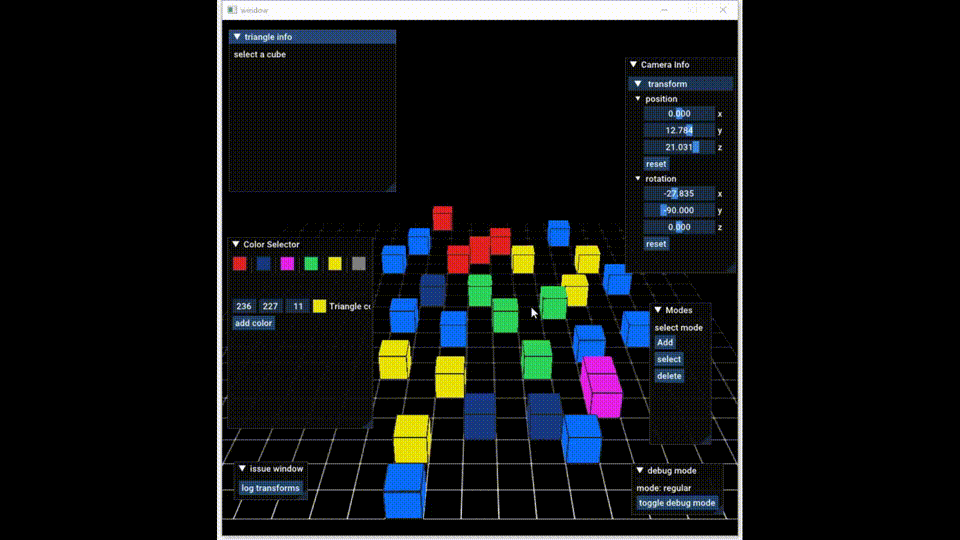 window
triangle info
select a cube
Camera Info
transform
position
0.000 x
12.784 y
21.031 z
reset
rotation
-27.835 x
-90.000 y
0.000 z
reset
Color Selector
236 227 11 Triangle co
add color
Modes
select mode
Add
select
delete
issue window
log transforms
debug mode
mode: regular
toggle debug mode